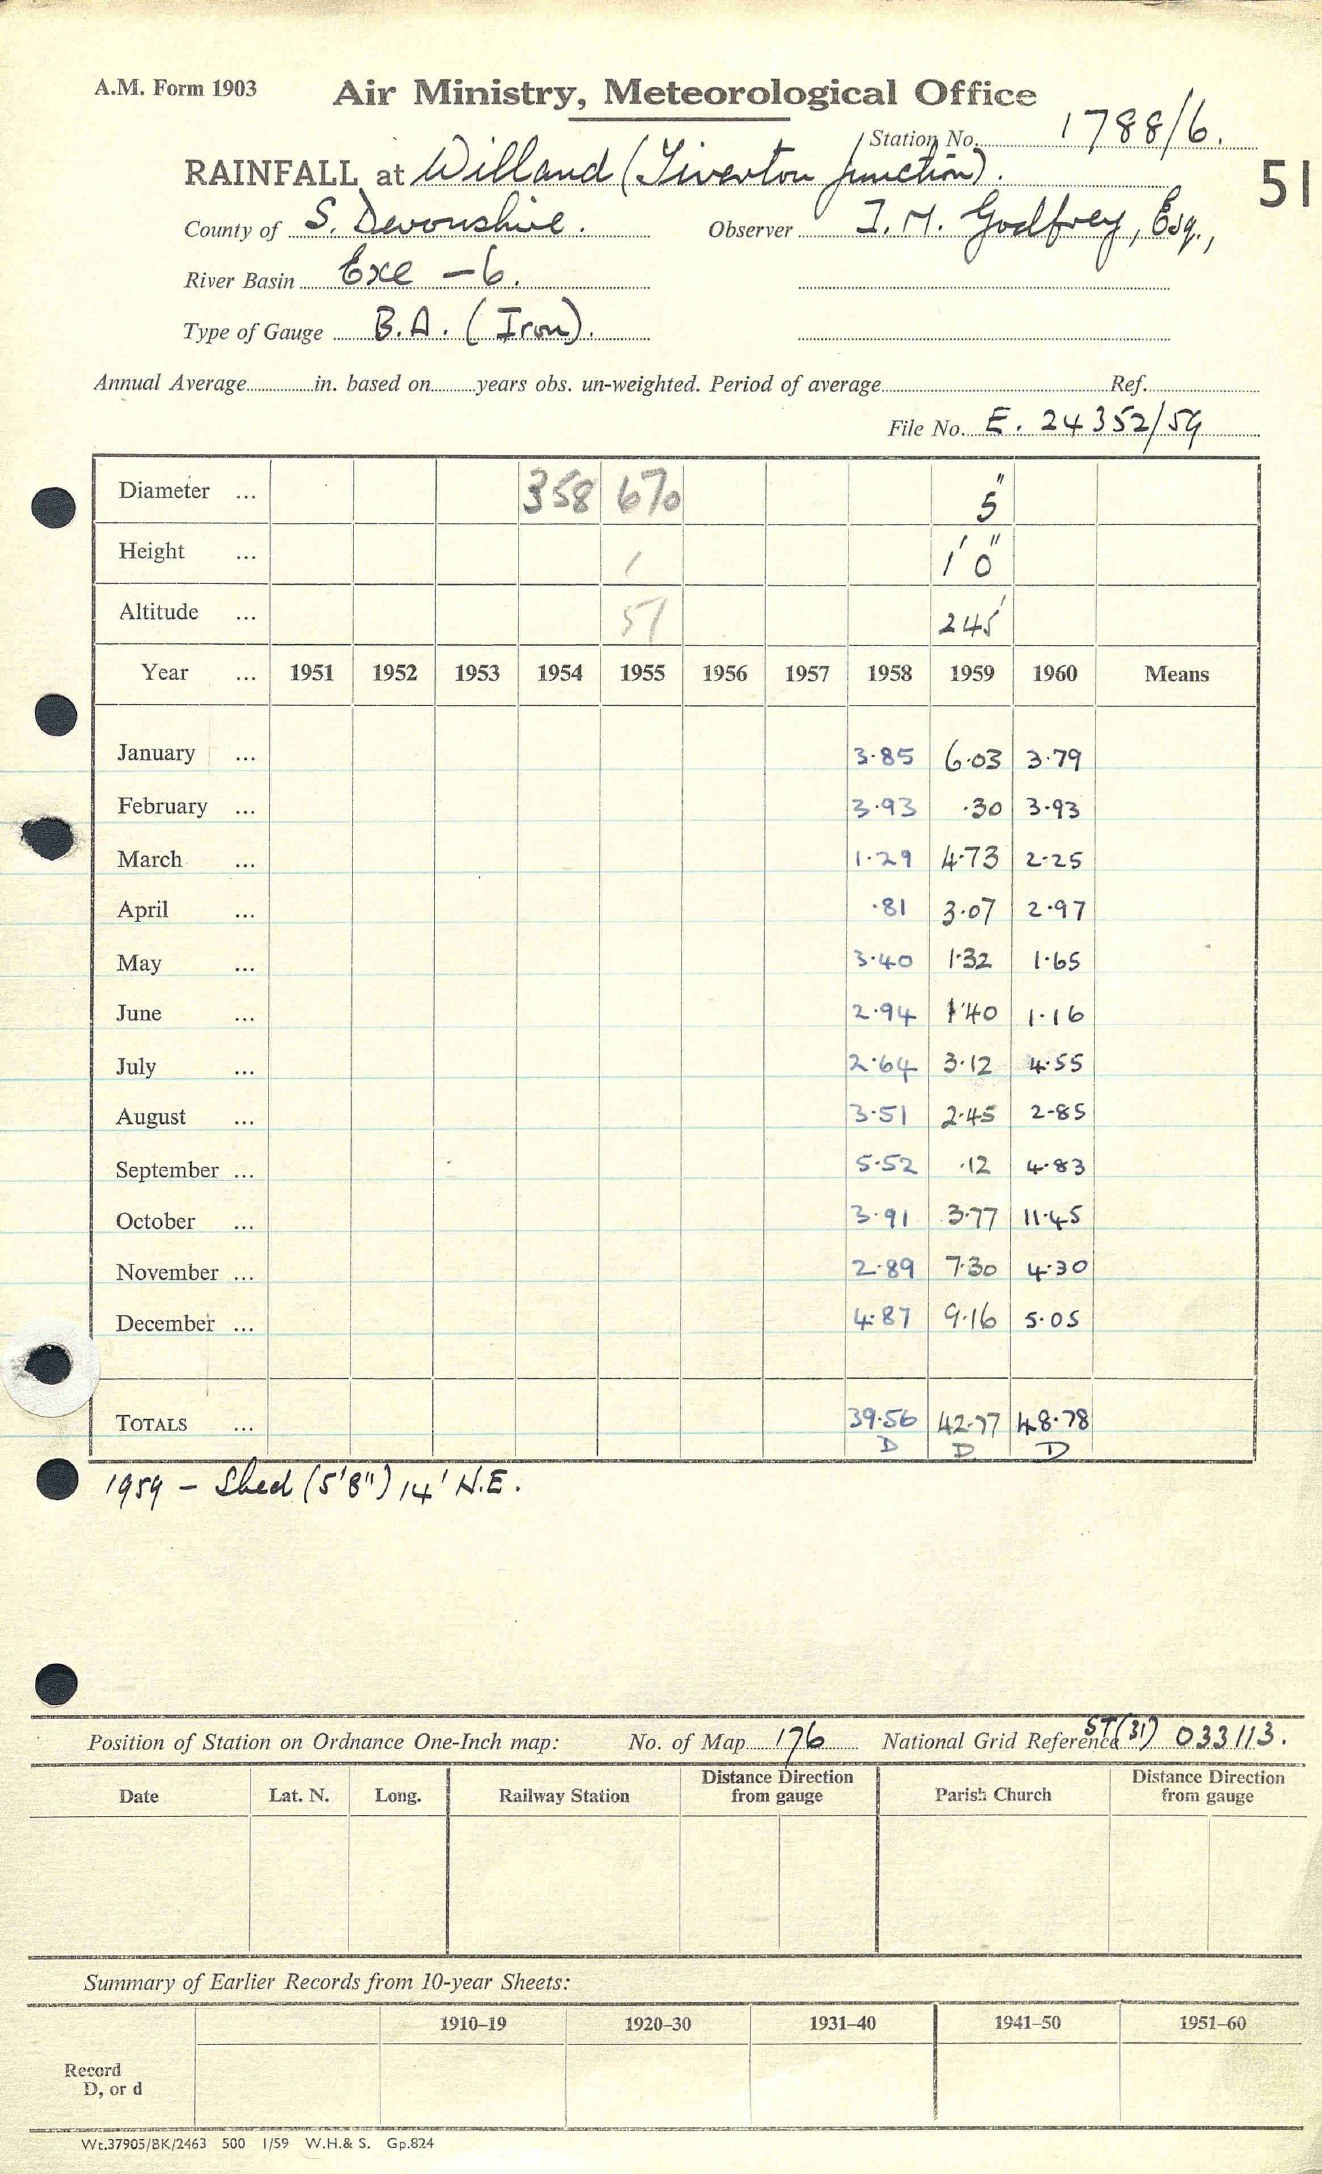 A.M. Form 1903
Air Ministry, Meteorological Office
Station No. 1788/6.
RAINFALL at Willand (Tiverton Junction).
51
County of S. Devonshire. Observer I. M. Godfrey, Esq.,
River Basin Exe - 6.
Type of Gauge B.A. (Iron).
Annual Average in. based on years obs. un-weighted. Period of average Ref.
File No. E. 24352/59
Diameter ... 358 670 5"
Height ... 1 1' 0"
Altitude ... 51 245'
Year ... 1951 1952 1953 1954 1955 1956 1957 1958 1959 1960 Means
January ... 3.85 6.03 3.79
February ... 3.93 .30 3.93
March ... 1.29 4.73 2.25
April ... .81 3.07 2.97
May ... 3.40 1.32 1.65
June ... 2.94 1.40 1.16
July ... 2.64 3.12 4.55
August ... 3.51 2.45 2.85
September ... 5.52 .12 4.83
October ... 3.91 3.77 11.45
November ... 2.89 7.30 4.30
December ... 4.87 9.16 5.05
TOTALS ... 39.56 42.77 48.78
D D D
1959 - Shed (5'8") 14' N.E.
Position of Station on Ordnance One-Inch map: No. of Map 176 National Grid Reference ST(31) 033113.
Date Lat. N. Long. Railway Station Distance Direction from gauge Parish Church Distance Direction from gauge
Summary of Earlier Records from 10-year Sheets:
1910–19 1920–30 1931–40 1941–50 1951–60
Record
D, or d
Wt.37905/BK/2463 500 1/59 W.H.& S. Gp.824